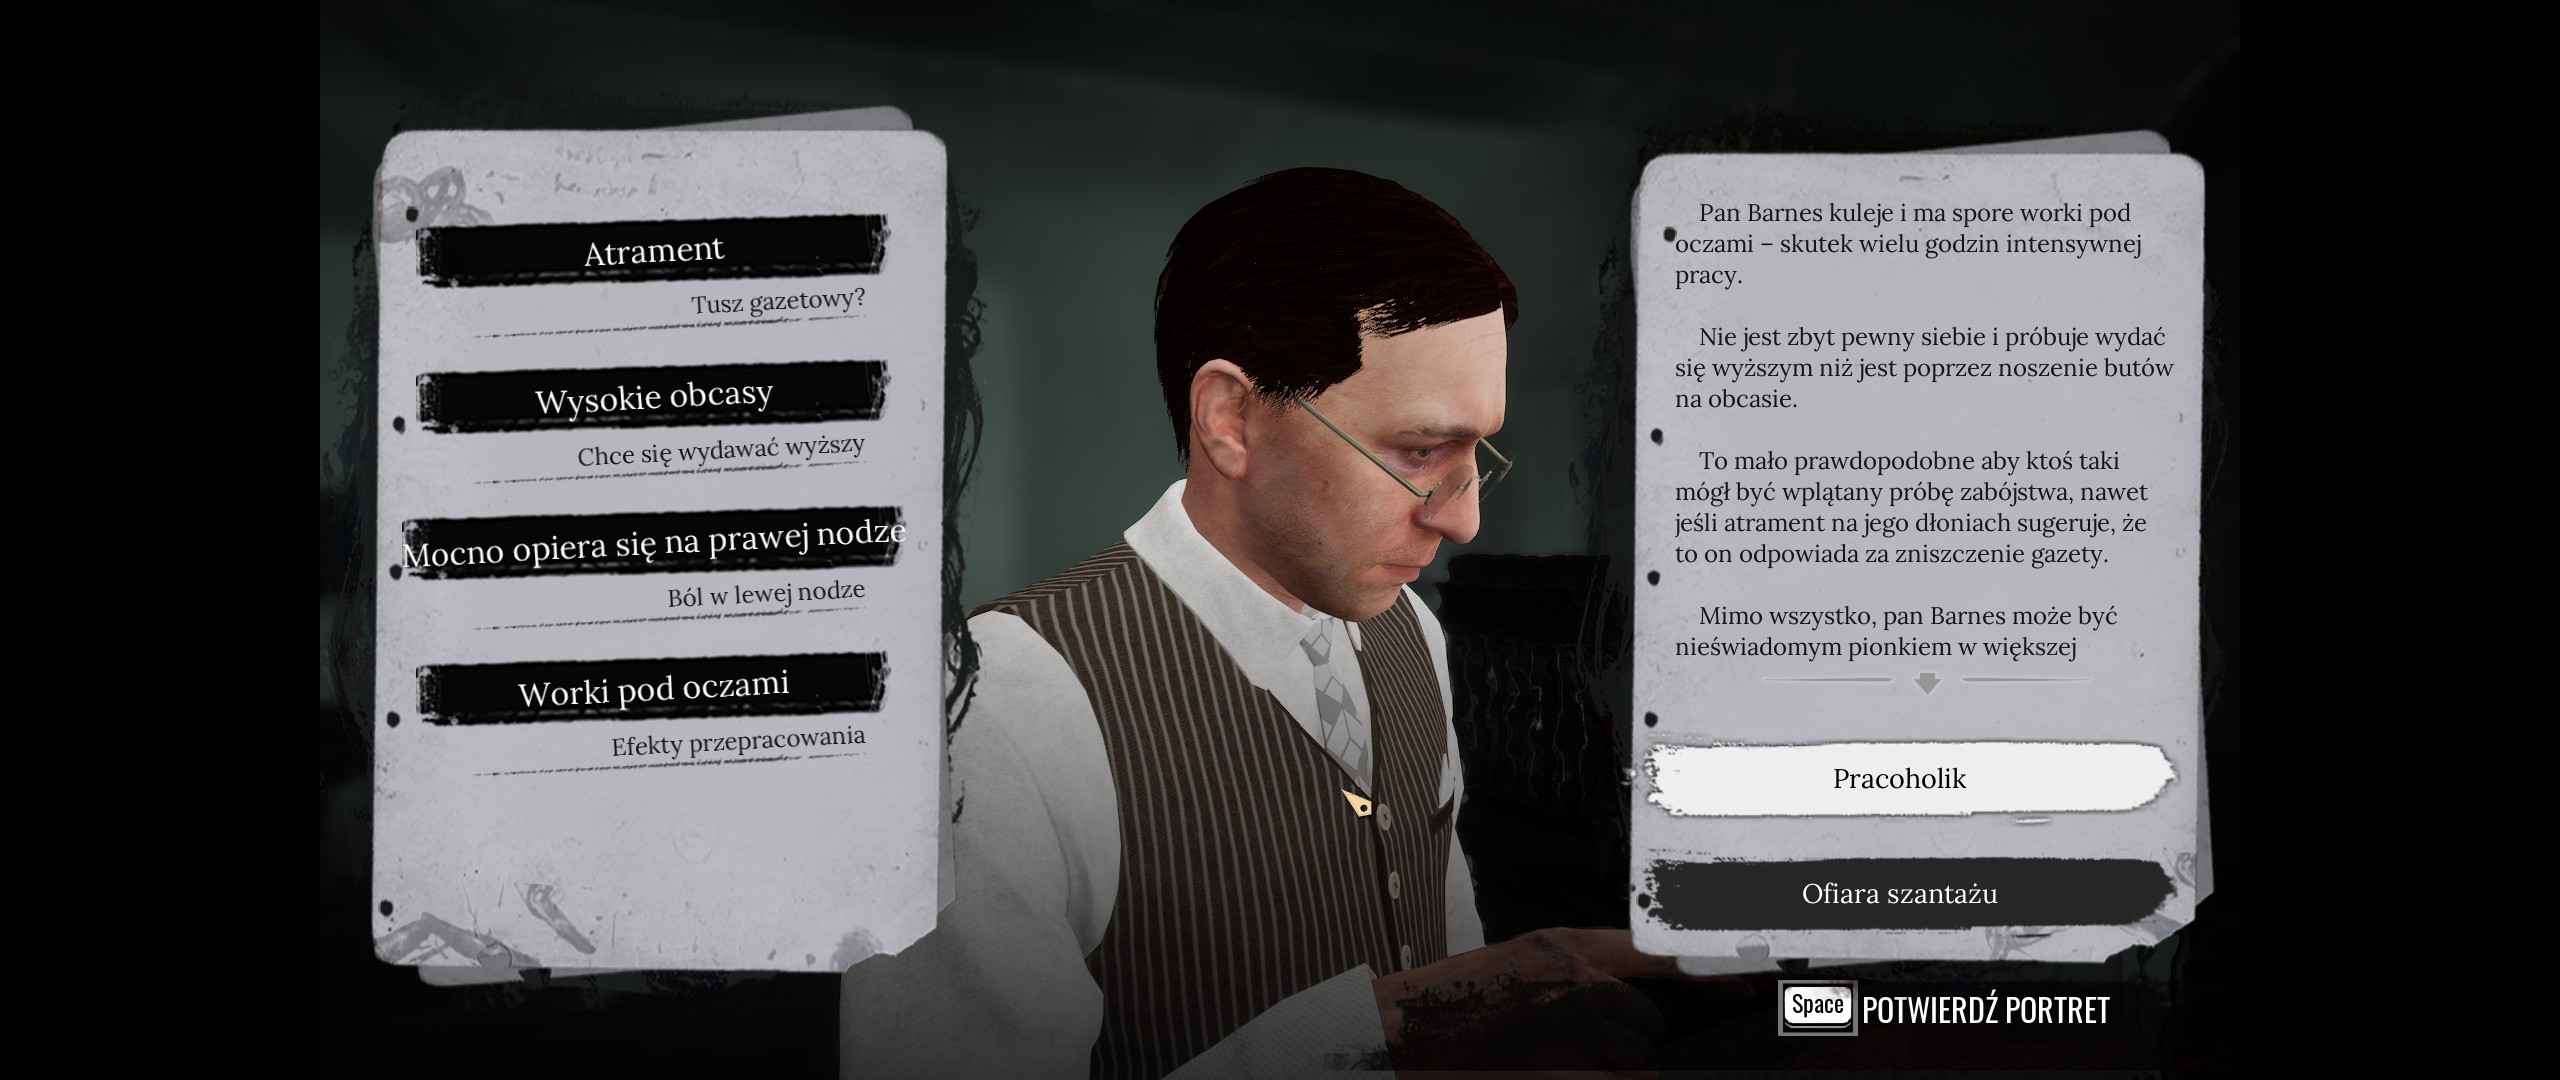 Atrament
Tusz gazetowy?
Wysokie obcasy
Chce się wydawać wyższy
Mocno opiera się na prawej nodze
Ból w lewej nodze
Worki pod oczami
Efekty przepracowania
Pan Barnes kuleje i ma spore worki pod
oczami – skutek wielu godzin intensywnej
pracy.
Nie jest zbyt pewny siebie i próbuje wydać
się wyższym niż jest poprzez noszenie butów
na obcasie.
To mało prawdopodobne aby ktoś taki
mógł być wplątany próbę zabójstwa, nawet
jeśli atrament na jego dłoniach sugeruje, że
to on odpowiada za zniszczenie gazety.
Mimo wszystko, pan Barnes może być
nieświadomym pionkiem w większej
Pracoholik
Ofiara szantażu
Space POTWIERDŹ PORTRET